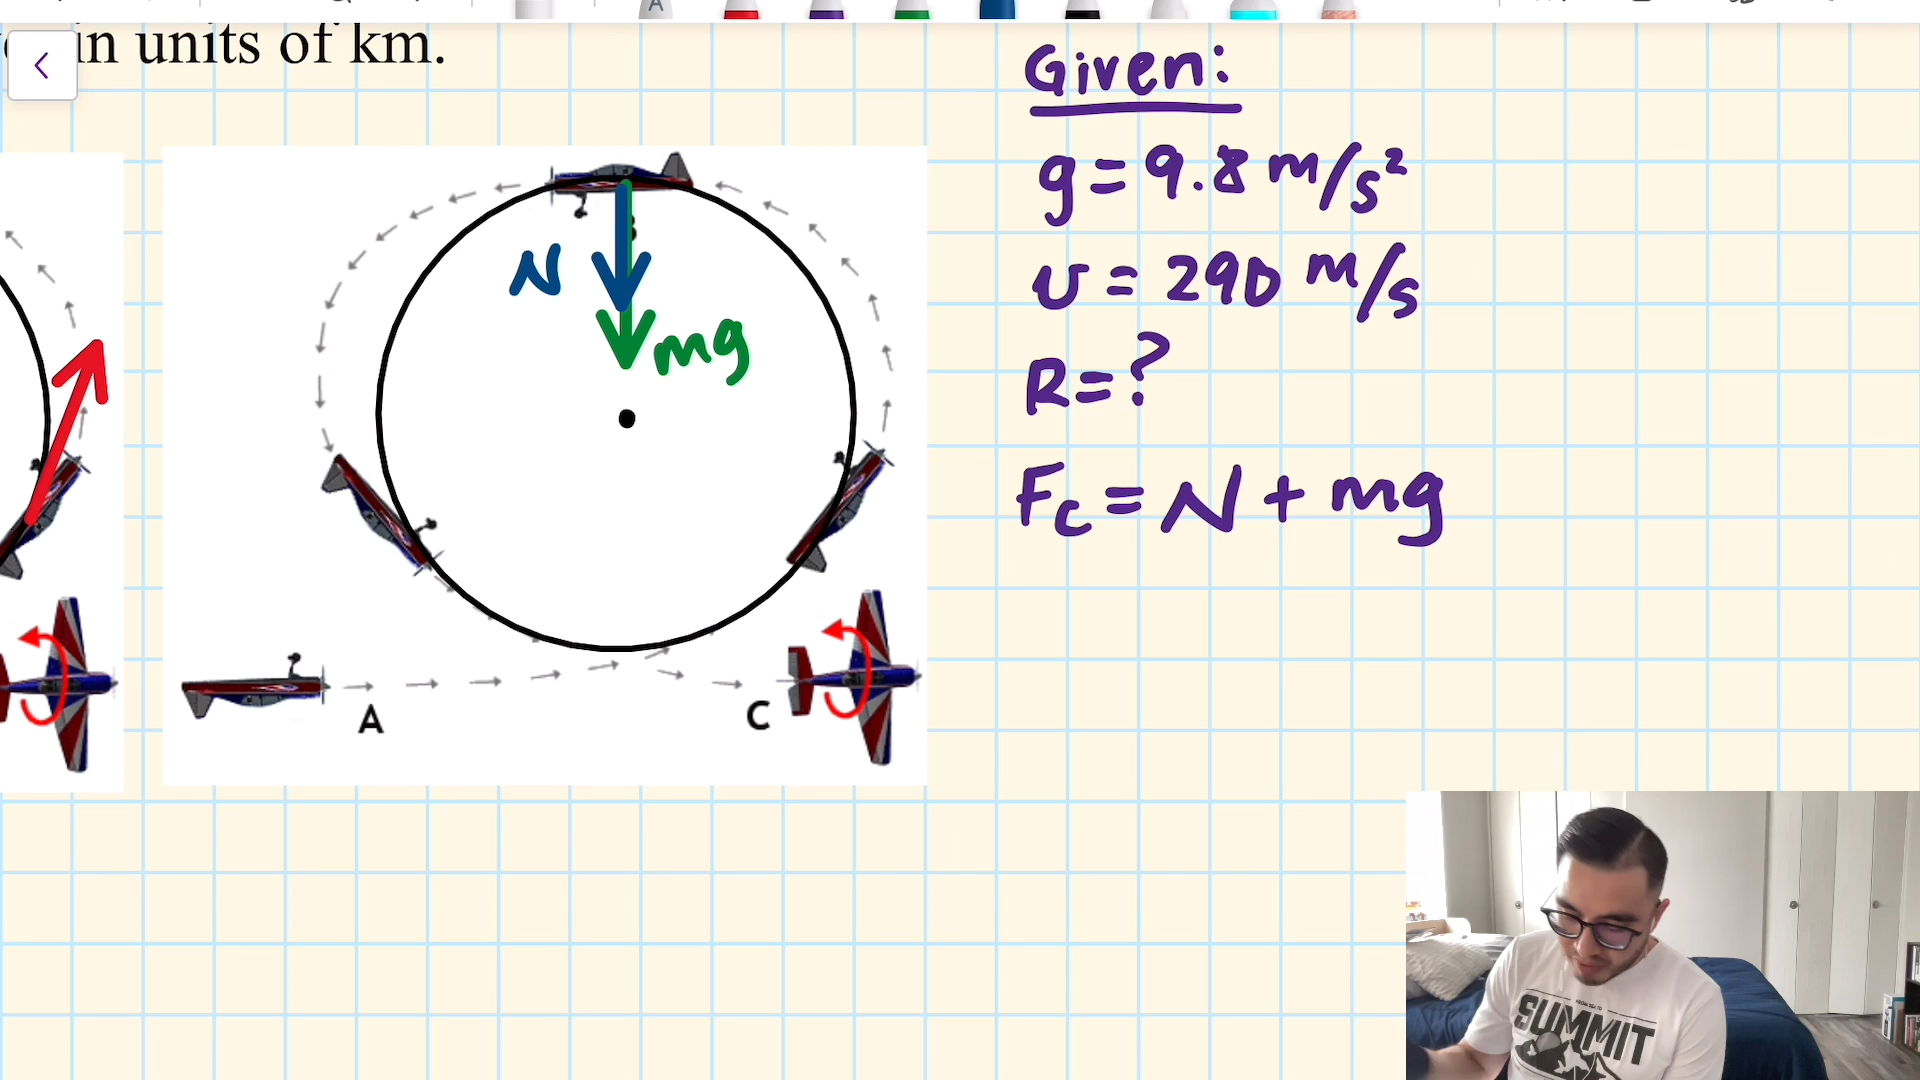 in units of km.
Given:
g = 9.8 m/s²
v = 290 m/s
R = ?
Fc = N + mg
N
mg
A
C
SUMMIT